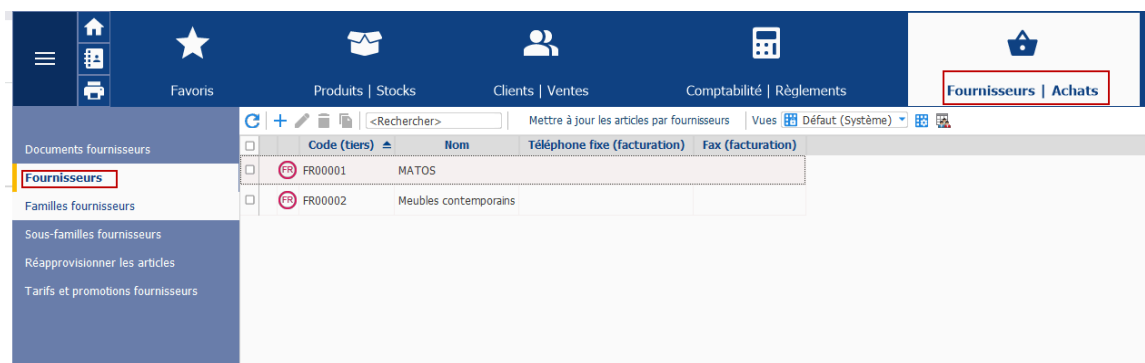 Favoris
Produits | Stocks
Clients | Ventes
Comptabilité | Règlements
Fournisseurs | Achats
<Rechercher>
Mettre à jour les articles par fournisseurs
Vues
Défaut (Système)
Documents fournisseurs
Fournisseurs
Familles fournisseurs
Sous-familles fournisseurs
Réapprovisionner les articles
Tarifs et promotions fournisseurs
Code (tiers) Nom Téléphone fixe (facturation) Fax (facturation)
FR FR00001 MATOS
FR FR00002 Meubles contemporains